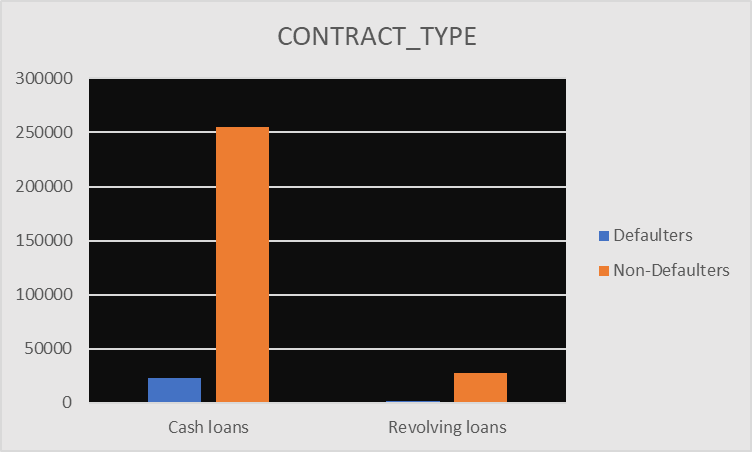 CONTRACT_TYPE
300000
250000
200000
150000
100000
50000
0
Cash loans
Revolving loans
Defaulters
Non-Defaulters